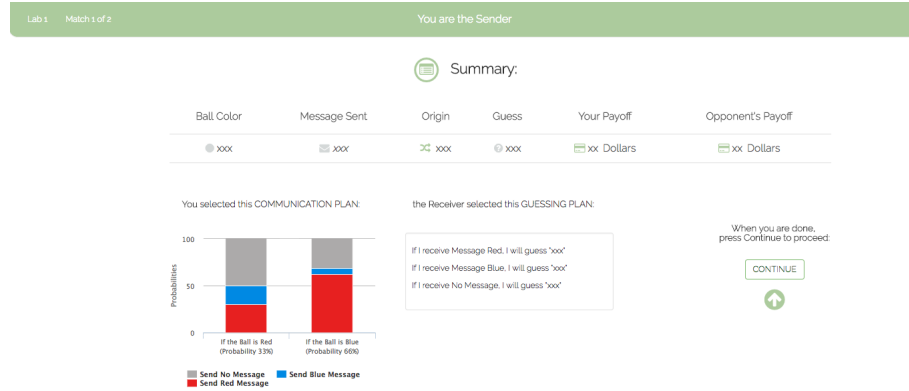 Lab 1 Match 1 of 2 You are the Sender
Summary:
Ball Color Message Sent Origin Guess Your Payoff Opponent's Payoff
xxx xxx xxx xxx xx Dollars xx Dollars
You selected this COMMUNICATION PLAN:
100
50
0
Probabilities
If the Ball is Red
(Probability 33%)
If the Ball is Blue
(Probability 66%)
Send No Message Send Blue Message
Send Red Message
the Receiver selected this GUESSING PLAN:
If I receive Message Red, I will guess "xxx"
If I receive Message Blue, I will guess "xxx"
If I receive No Message, I will guess "xxx"
When you are done,
press Continue to proceed:
CONTINUE